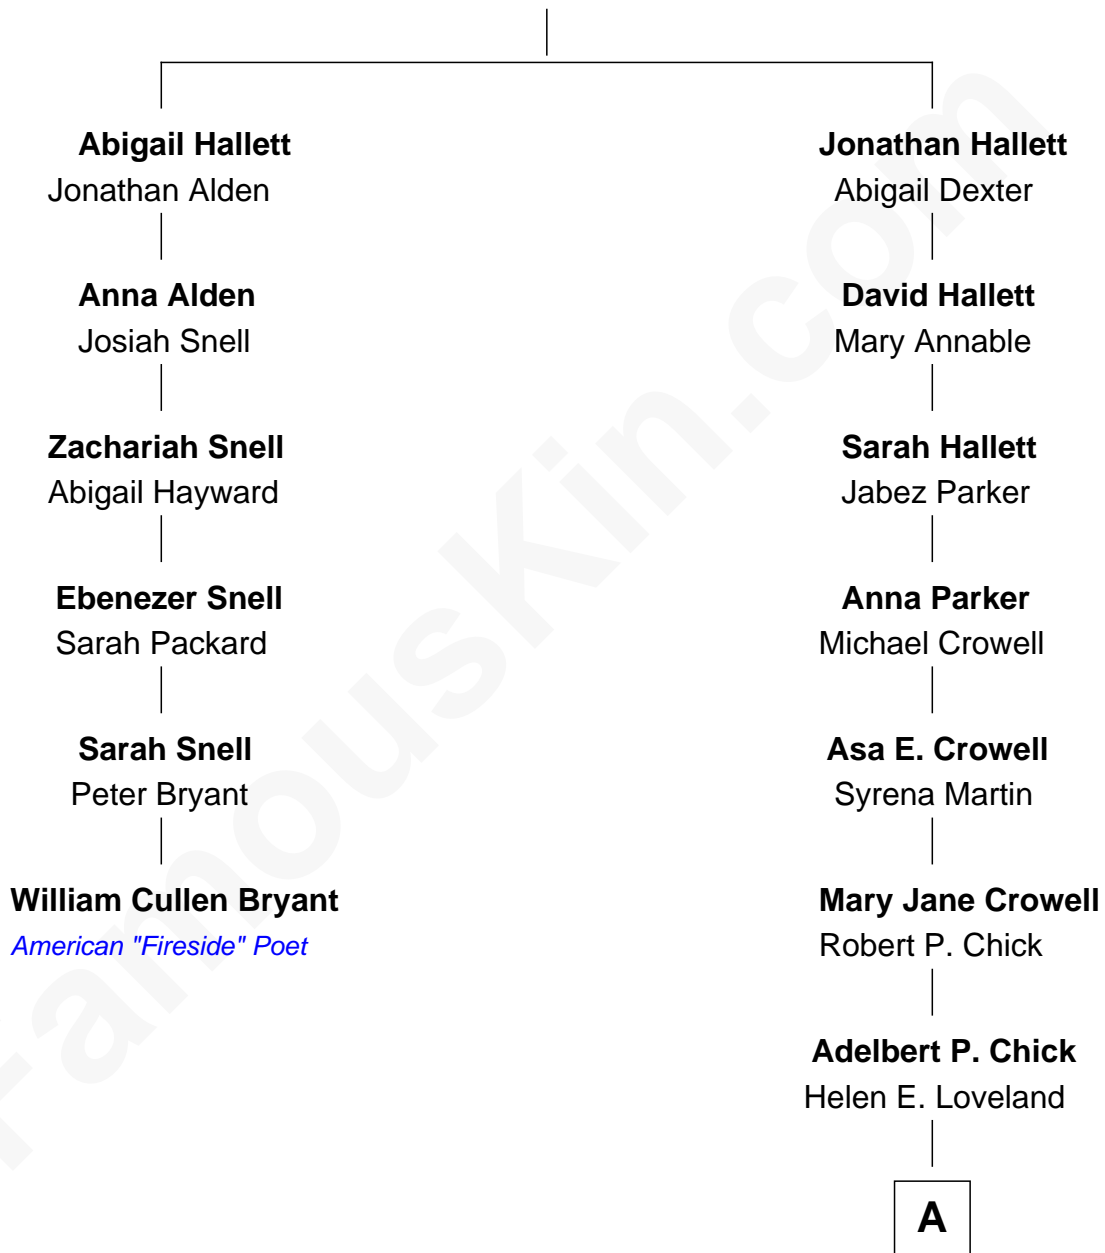 Abigail Hallett
Jonathan Alden
Anna Alden
Josiah Snell
Zachariah Snell
Abigail Hayward
Ebenezer Snell
Sarah Packard
Sarah Snell
Peter Bryant
William Cullen Bryant
American "Fireside" Poet
Jonathan Hallett
Abigail Dexter
David Hallett
Mary Annable
Sarah Hallett
Jabez Parker
Anna Parker
Michael Crowell
Asa E. Crowell
Syrena Martin
Mary Jane Crowell
Robert P. Chick
Adelbert P. Chick
Helen E. Loveland
A
FamousKin.com